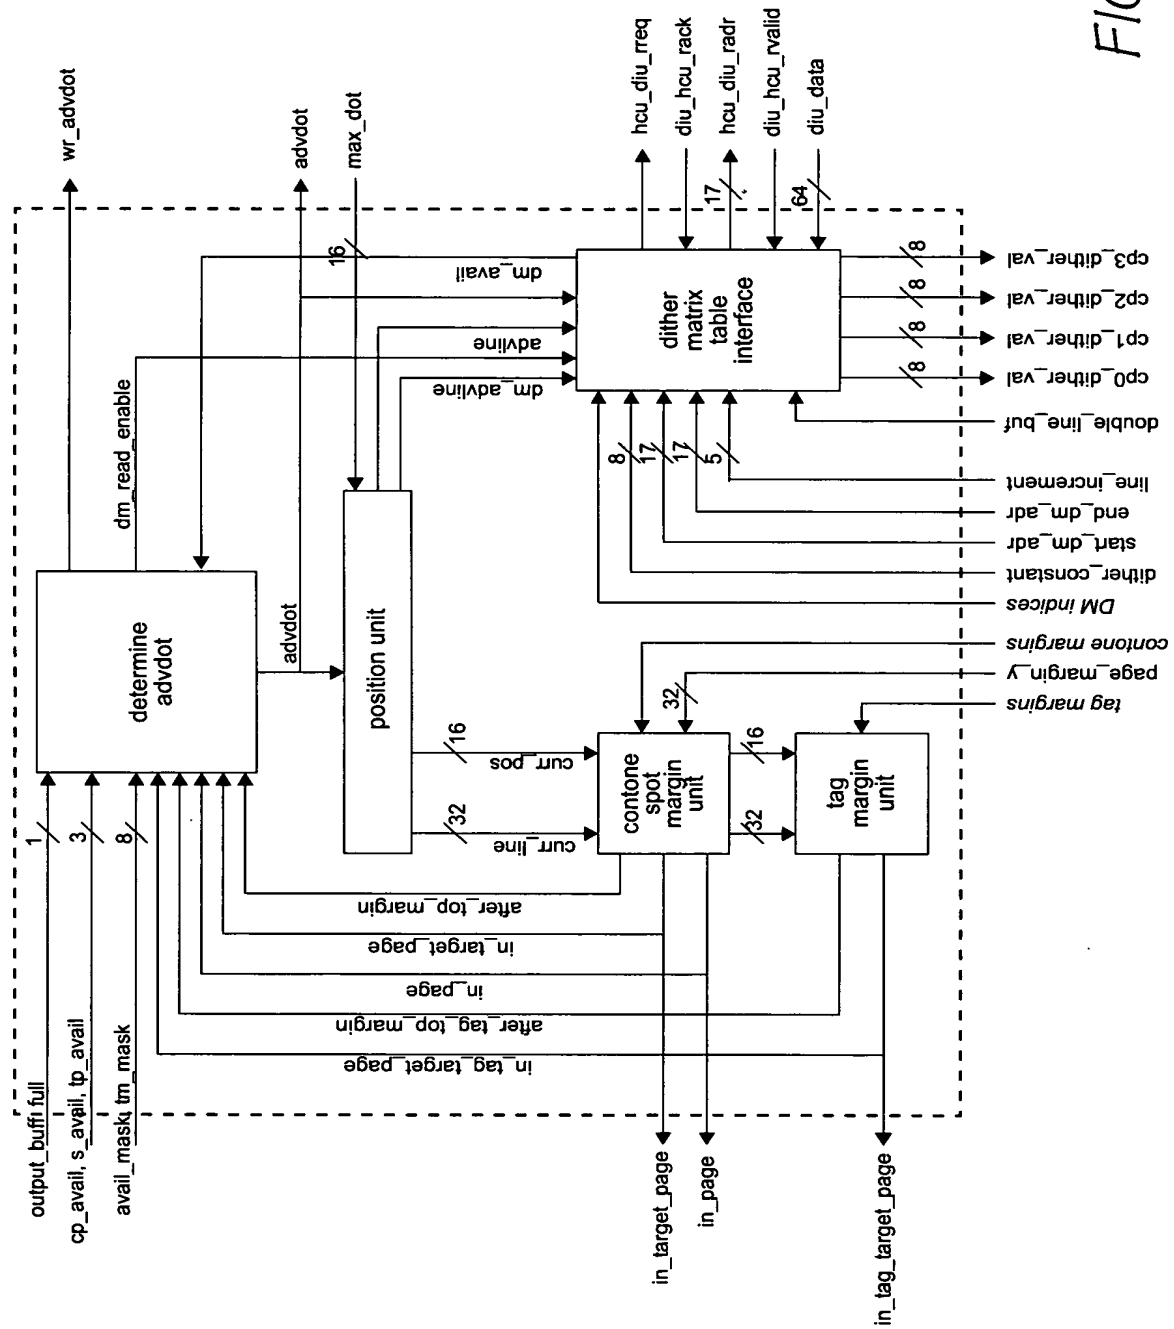 FIG
wr_advdot
advdot
max_dot
hcu_diu_rreq
diu_hcu_rack
hcu_diu_radr
diu_hcu_rvalid
diu_data
17
64
16
dm_read_enable
dm_avail
advline
dm_advline
determine
advdot
advdot
position unit
dither
matrix
table
interface
8
8
8
8
cp3_dither_val
cp2_dither_val
cp1_dither_val
cp0_dither_val
double_line_buf
line_increment
end_dm_adr
start_dm_adr
dither_constant
DM indices
contone margins
page_margin_y
tag margins
8
17
17
5
32
output_buff_full
cp_avail, s_avail, tp_avail
avail_mask, tm_mask
1
3
8
16
curr_pos
32
curr_line
contone
spot
margin
unit
16
32
tag
margin
unit
after_top_margin
in_target_page
in_page
after_tag_top_margin
in_tag_target_page
in_target_page
in_page
in_tag_target_page